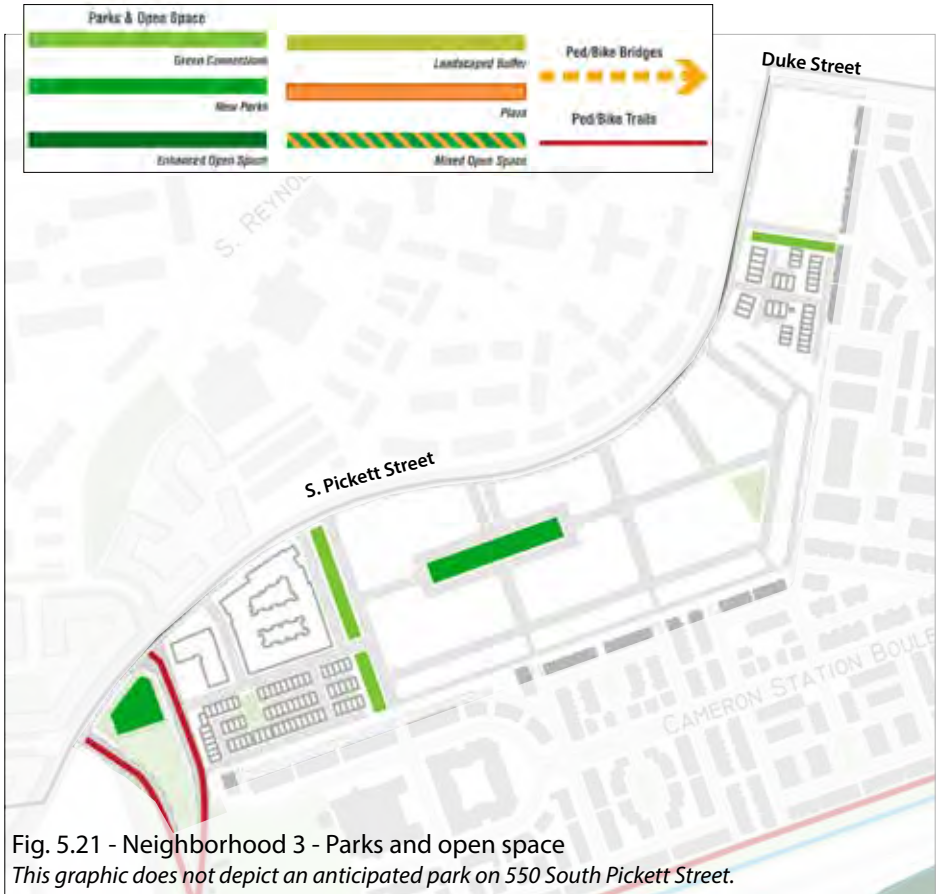 Parks & Open Space
Green Connections
New Parks
Enhanced Open Space
Landscaped Buffer
Plaza
Mixed Open Space
Ped/Bike Bridges
Ped/Bike Trails
Duke Street
S. REYNOL
S. Pickett Street
CAMERON STATION BOULE
Fig. 5.21 - Neighborhood 3 - Parks and open space
This graphic does not depict an anticipated park on 550 South Pickett Street.